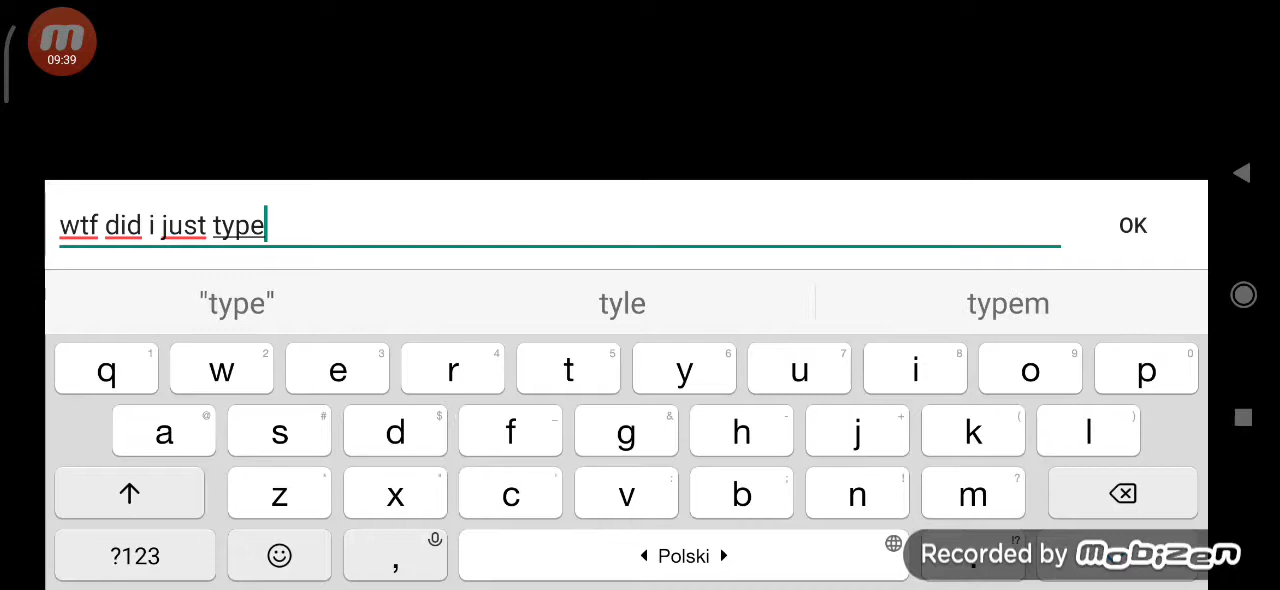 m
09:39
wtf did i just type
OK
"type" tyle typem
q 1 w 2 e 3 r 4 t 5 y 6 u 7 i 8 o 9 p 0
a @ s # d $ f _ g & h - j + k ( l )
z * x " c ' v : b ; n ! m ?
?123 , Polski !? .
Recorded by mobizen